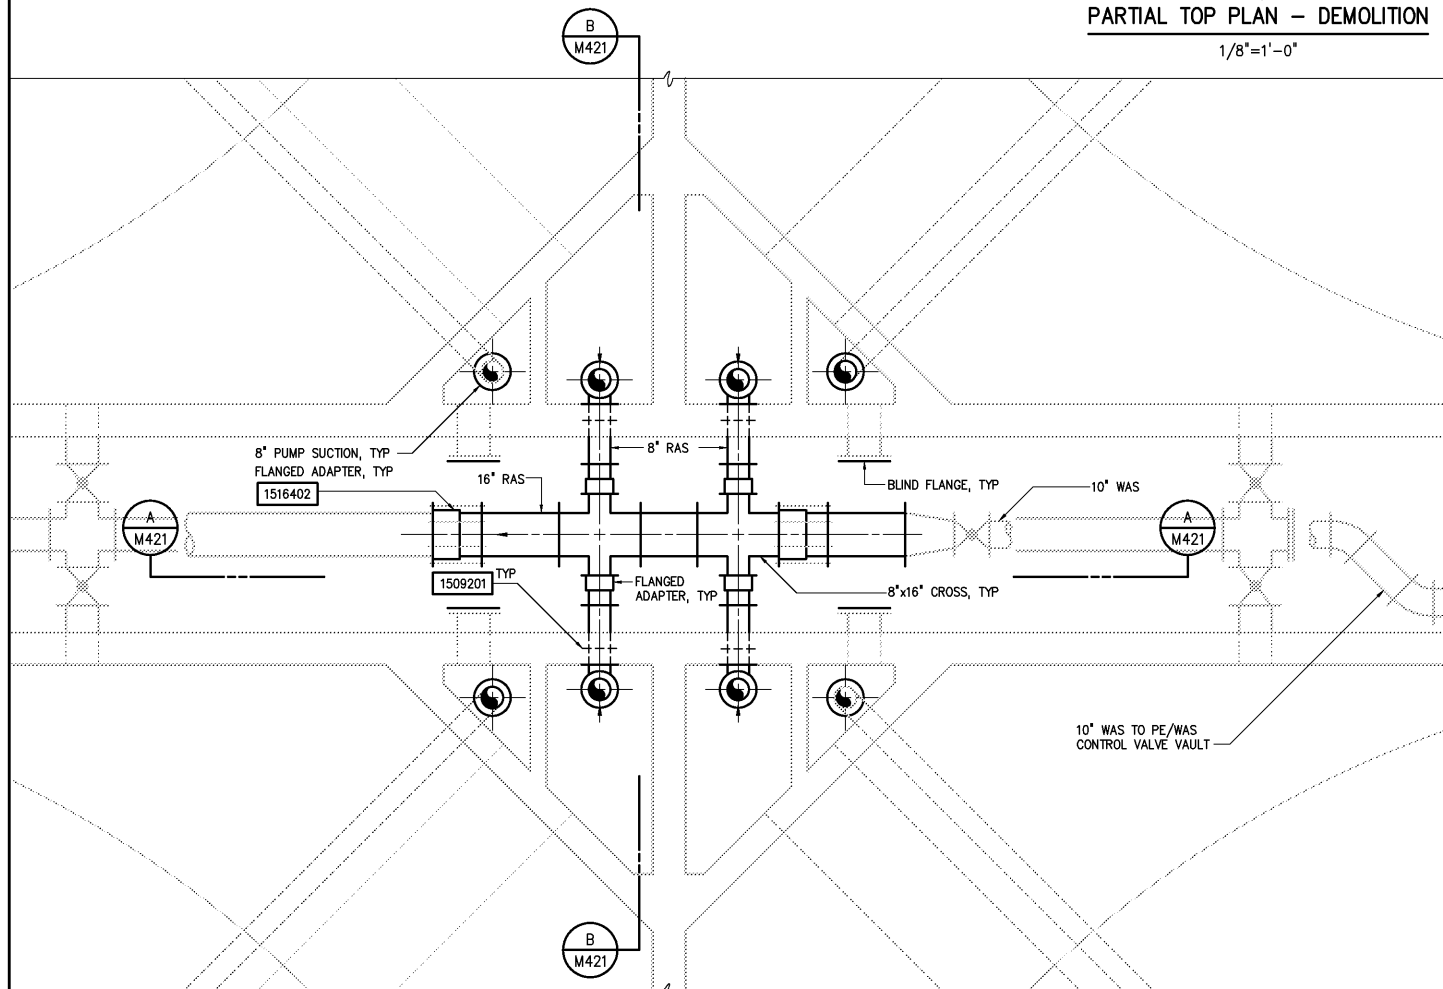 PARTIAL TOP PLAN – DEMOLITION
1/8"=1'-0"
B
M421
8" PUMP SUCTION, TYP
FLANGED ADAPTER, TYP
1516402
16" RAS
8" RAS
BLIND FLANGE, TYP
10" WAS
A
M421
A
M421
1509201
TYP
FLANGED
ADAPTER, TYP
8"x16" CROSS, TYP
10" WAS TO PE/WAS
CONTROL VALVE VAULT
B
M421